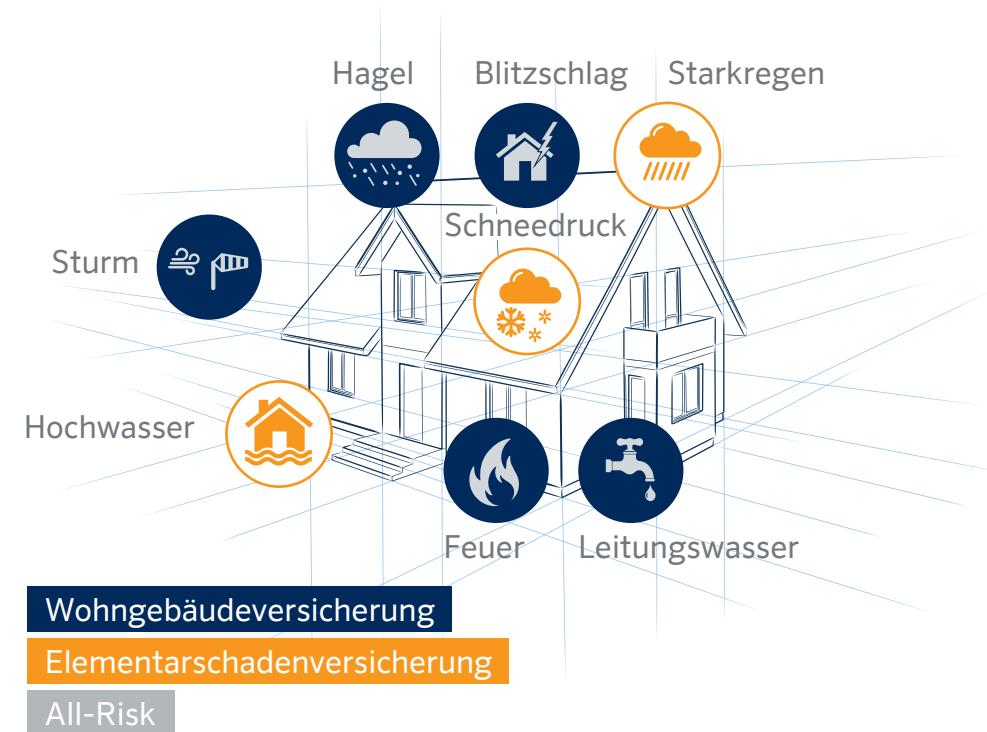 Hagel
Blitzschlag
Starkregen
Schneedruck
Sturm
Hochwasser
Feuer
Leitungswasser
Wohngebäudeversicherung
Elementarschadenversicherung
All-Risk